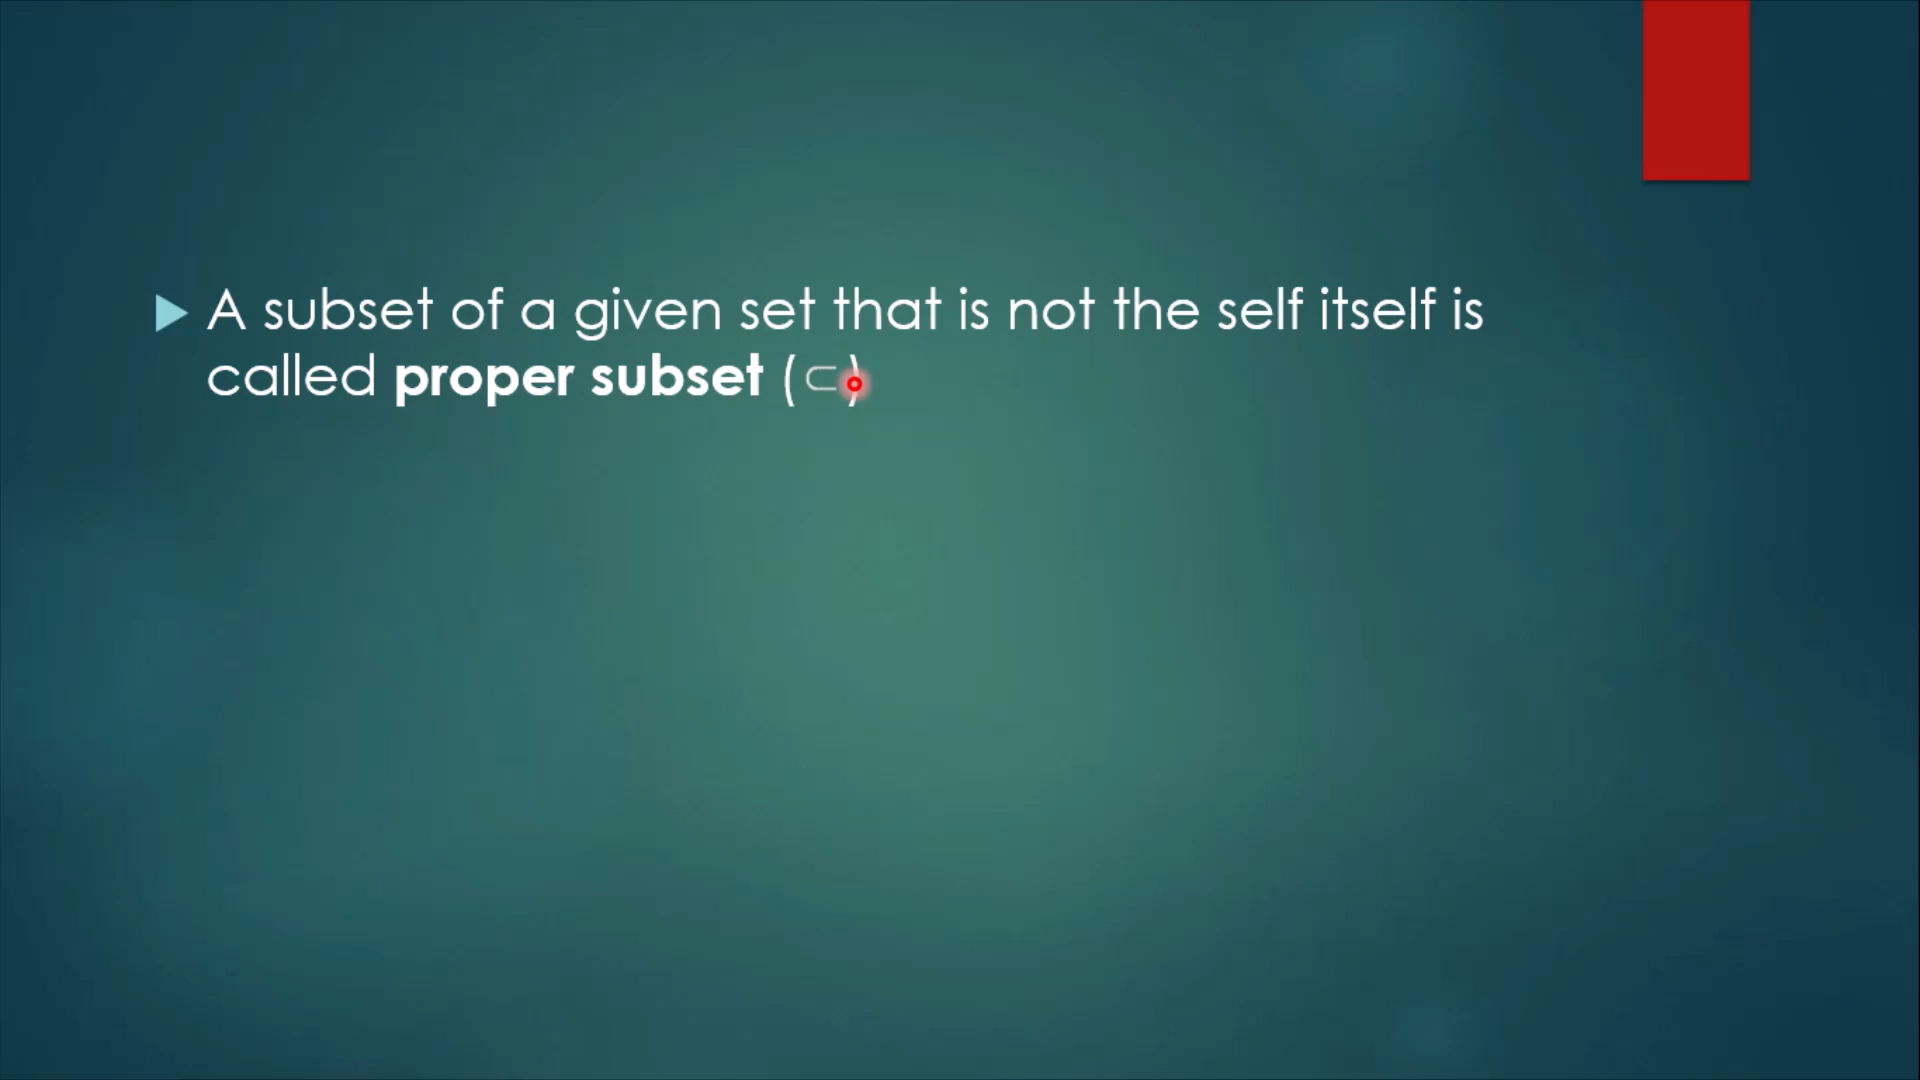 A subset of a given set that is not the self itself is
called proper subset (⊂)